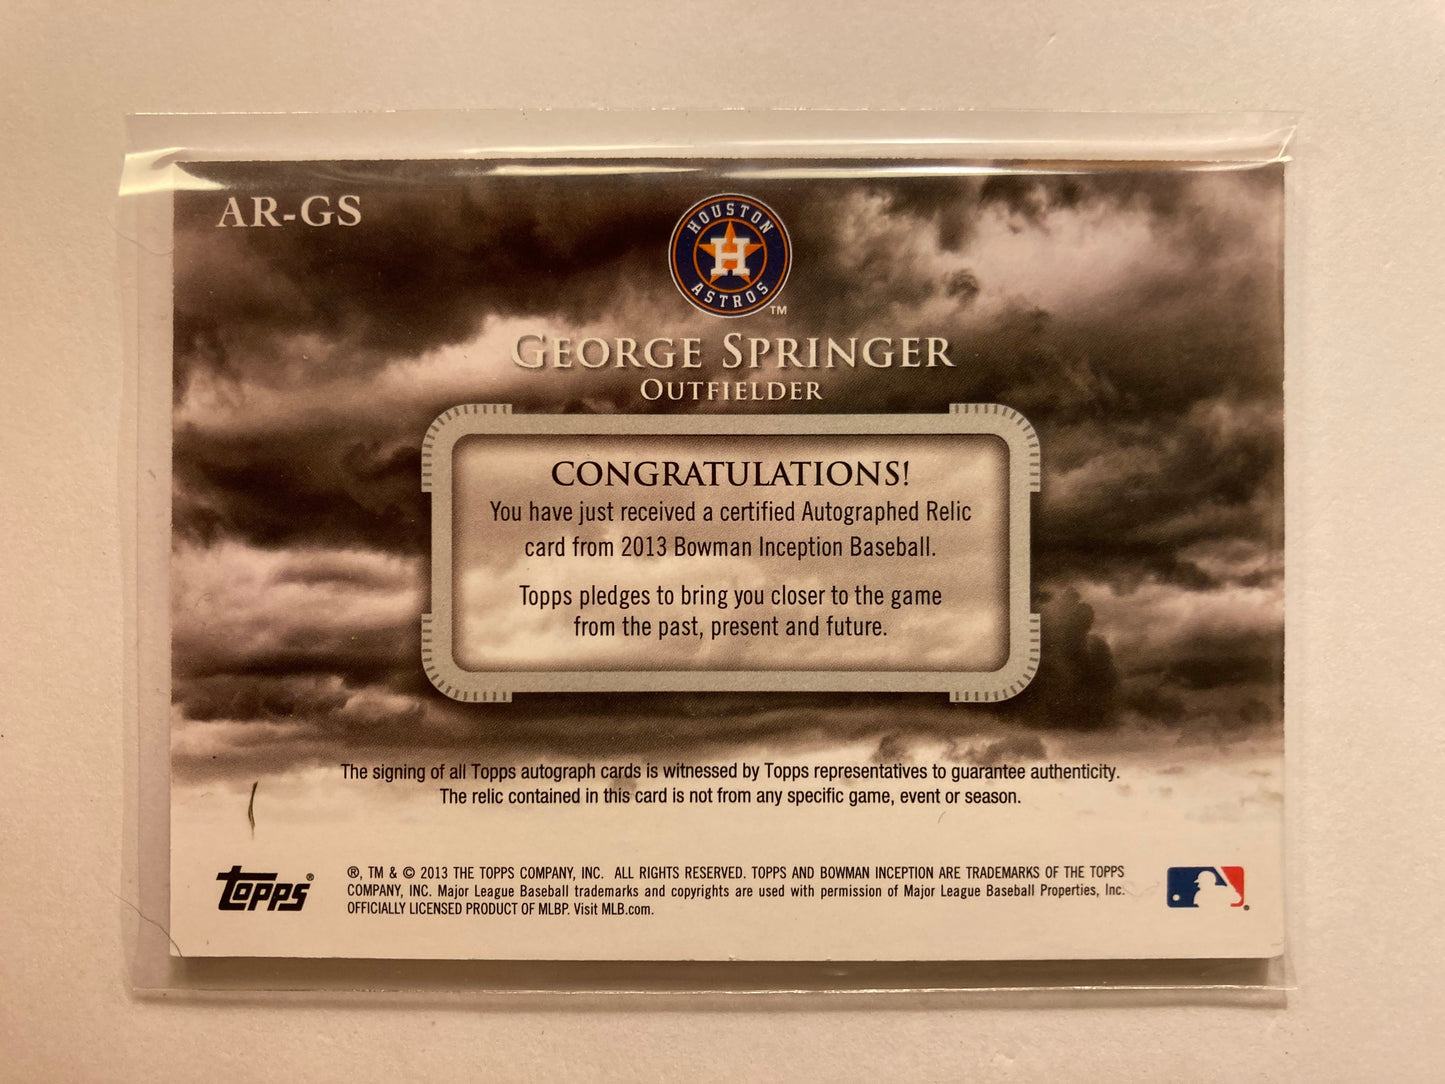 AR-GS
HOUSTON
H
ASTROS
TM
GEORGE SPRINGER
OUTFIELDER
CONGRATULATIONS!
You have just received a certified Autographed Relic
card from 2013 Bowman Inception Baseball.
Topps pledges to bring you closer to the game
from the past, present and future.
The signing of all Topps autograph cards is witnessed by Topps representatives to guarantee authenticity.
The relic contained in this card is not from any specific game, event or season.
topps®
®, TM & © 2013 THE TOPPS COMPANY, INC. ALL RIGHTS RESERVED. TOPPS AND BOWMAN INCEPTION ARE TRADEMARKS OF THE TOPPS
COMPANY, INC. Major League Baseball trademarks and copyrights are used with permission of Major League Baseball Properties, Inc.
OFFICIALLY LICENSED PRODUCT OF MLBP. Visit MLB.com.